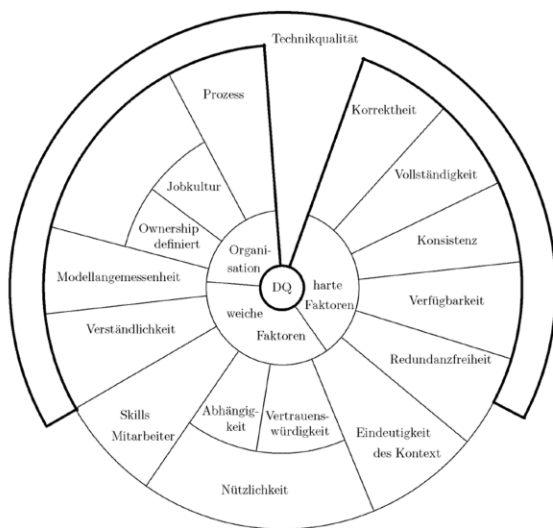 Technikqualität
Prozess
Korrektheit
Jobkultur
Vollständigkeit
Ownership
definiert
Organi-
sation
Konsistenz
Modellangemessenheit
DQ
harte
Faktoren
Verfügbarkeit
Verständlichkeit
weiche
Faktoren
Redundanzfreiheit
Skills
Mitarbeiter
Abhängig-
keit
Vertrauens-
würdigkeit
Eindeutigkeit
des Kontext
Nützlichkeit